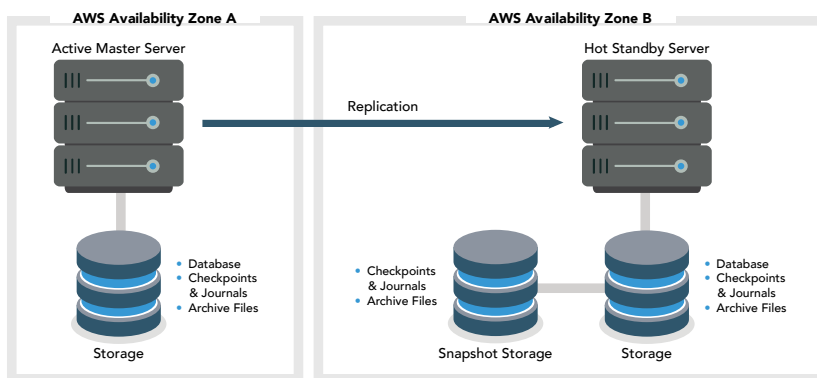 AWS Availability Zone A
AWS Availability Zone B
Active Master Server
Hot Standby Server
Replication
• Database
• Checkpoints
& Journals
• Archive Files
Storage
• Checkpoints
& Journals
• Archive Files
Snapshot Storage
• Database
• Checkpoints
& Journals
• Archive Files
Storage